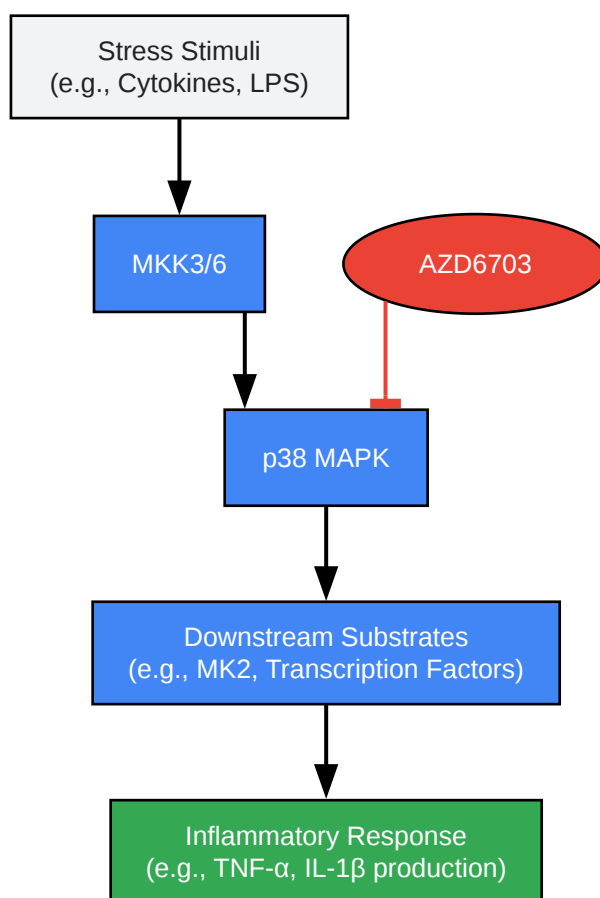 Stress Stimuli
(e.g., Cytokines, LPS)
MKK3/6
AZD6703
p38 MAPK
Downstream Substrates
(e.g., MK2, Transcription Factors)
Inflammatory Response
(e.g., TNF-α, IL-1β production)